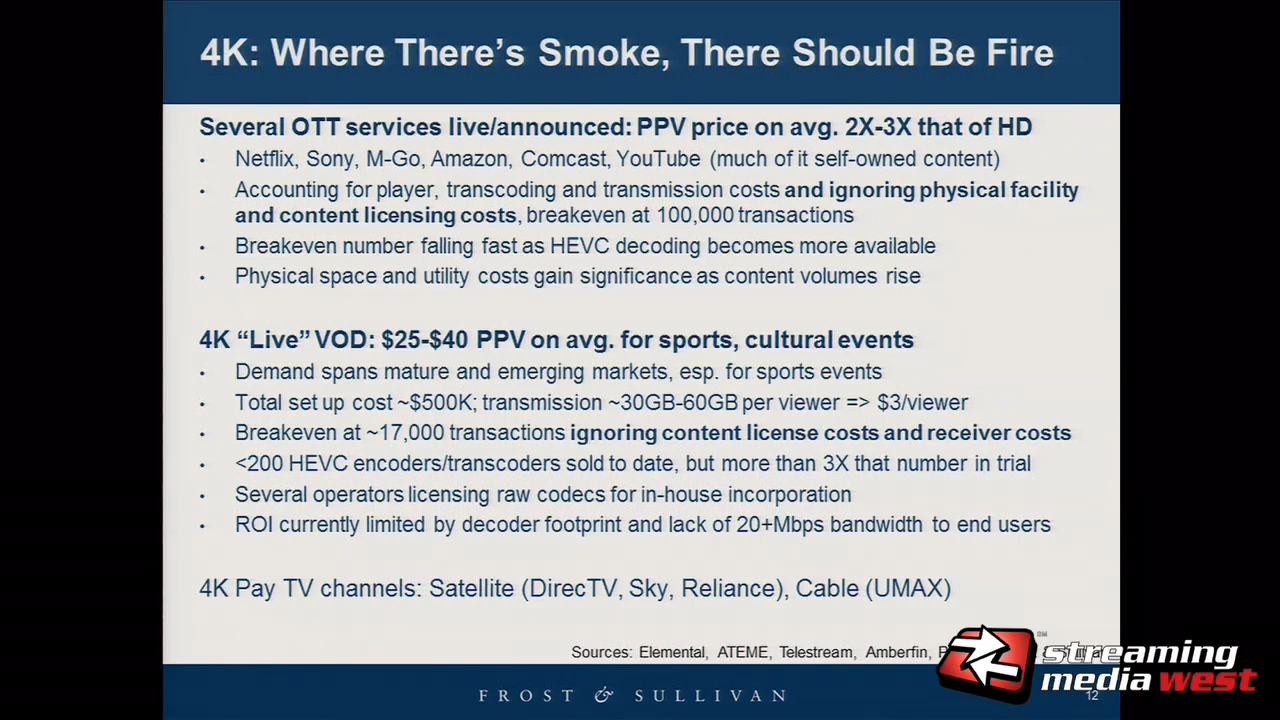 4K: Where There's Smoke, There Should Be Fire
Several OTT services live/announced: PPV price on avg. 2X-3X that of HD
• Netflix, Sony, M-Go, Amazon, Comcast, YouTube (much of it self-owned content)
• Accounting for player, transcoding and transmission costs and ignoring physical facility
and content licensing costs, breakeven at 100,000 transactions
• Breakeven number falling fast as HEVC decoding becomes more available
• Physical space and utility costs gain significance as content volumes rise
4K “Live” VOD: $25-$40 PPV on avg. for sports, cultural events
• Demand spans mature and emerging markets, esp. for sports events
• Total set up cost ~$500K; transmission ~30GB-60GB per viewer => $3/viewer
• Breakeven at ~17,000 transactions ignoring content license costs and receiver costs
• <200 HEVC encoders/transcoders sold to date, but more than 3X that number in trial
• Several operators licensing raw codecs for in-house incorporation
• ROI currently limited by decoder footprint and lack of 20+Mbps bandwidth to end users
4K Pay TV channels: Satellite (DirecTV, Sky, Reliance), Cable (UMAX)
Sources: Elemental, ATEME, Telestream, Amberfin,
FROST & SULLIVAN
12
SM
streaming
media west